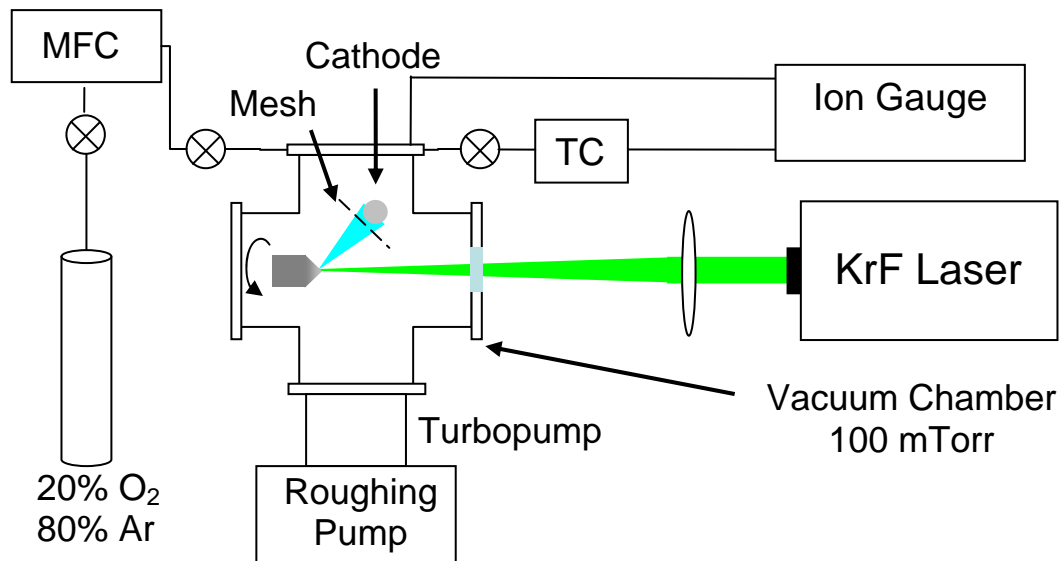 MFC
Cathode
Mesh
Ion Gauge
TC
KrF Laser
Vacuum Chamber
100 mTorr
Turbopump
Roughing
Pump
20% O₂
80% Ar